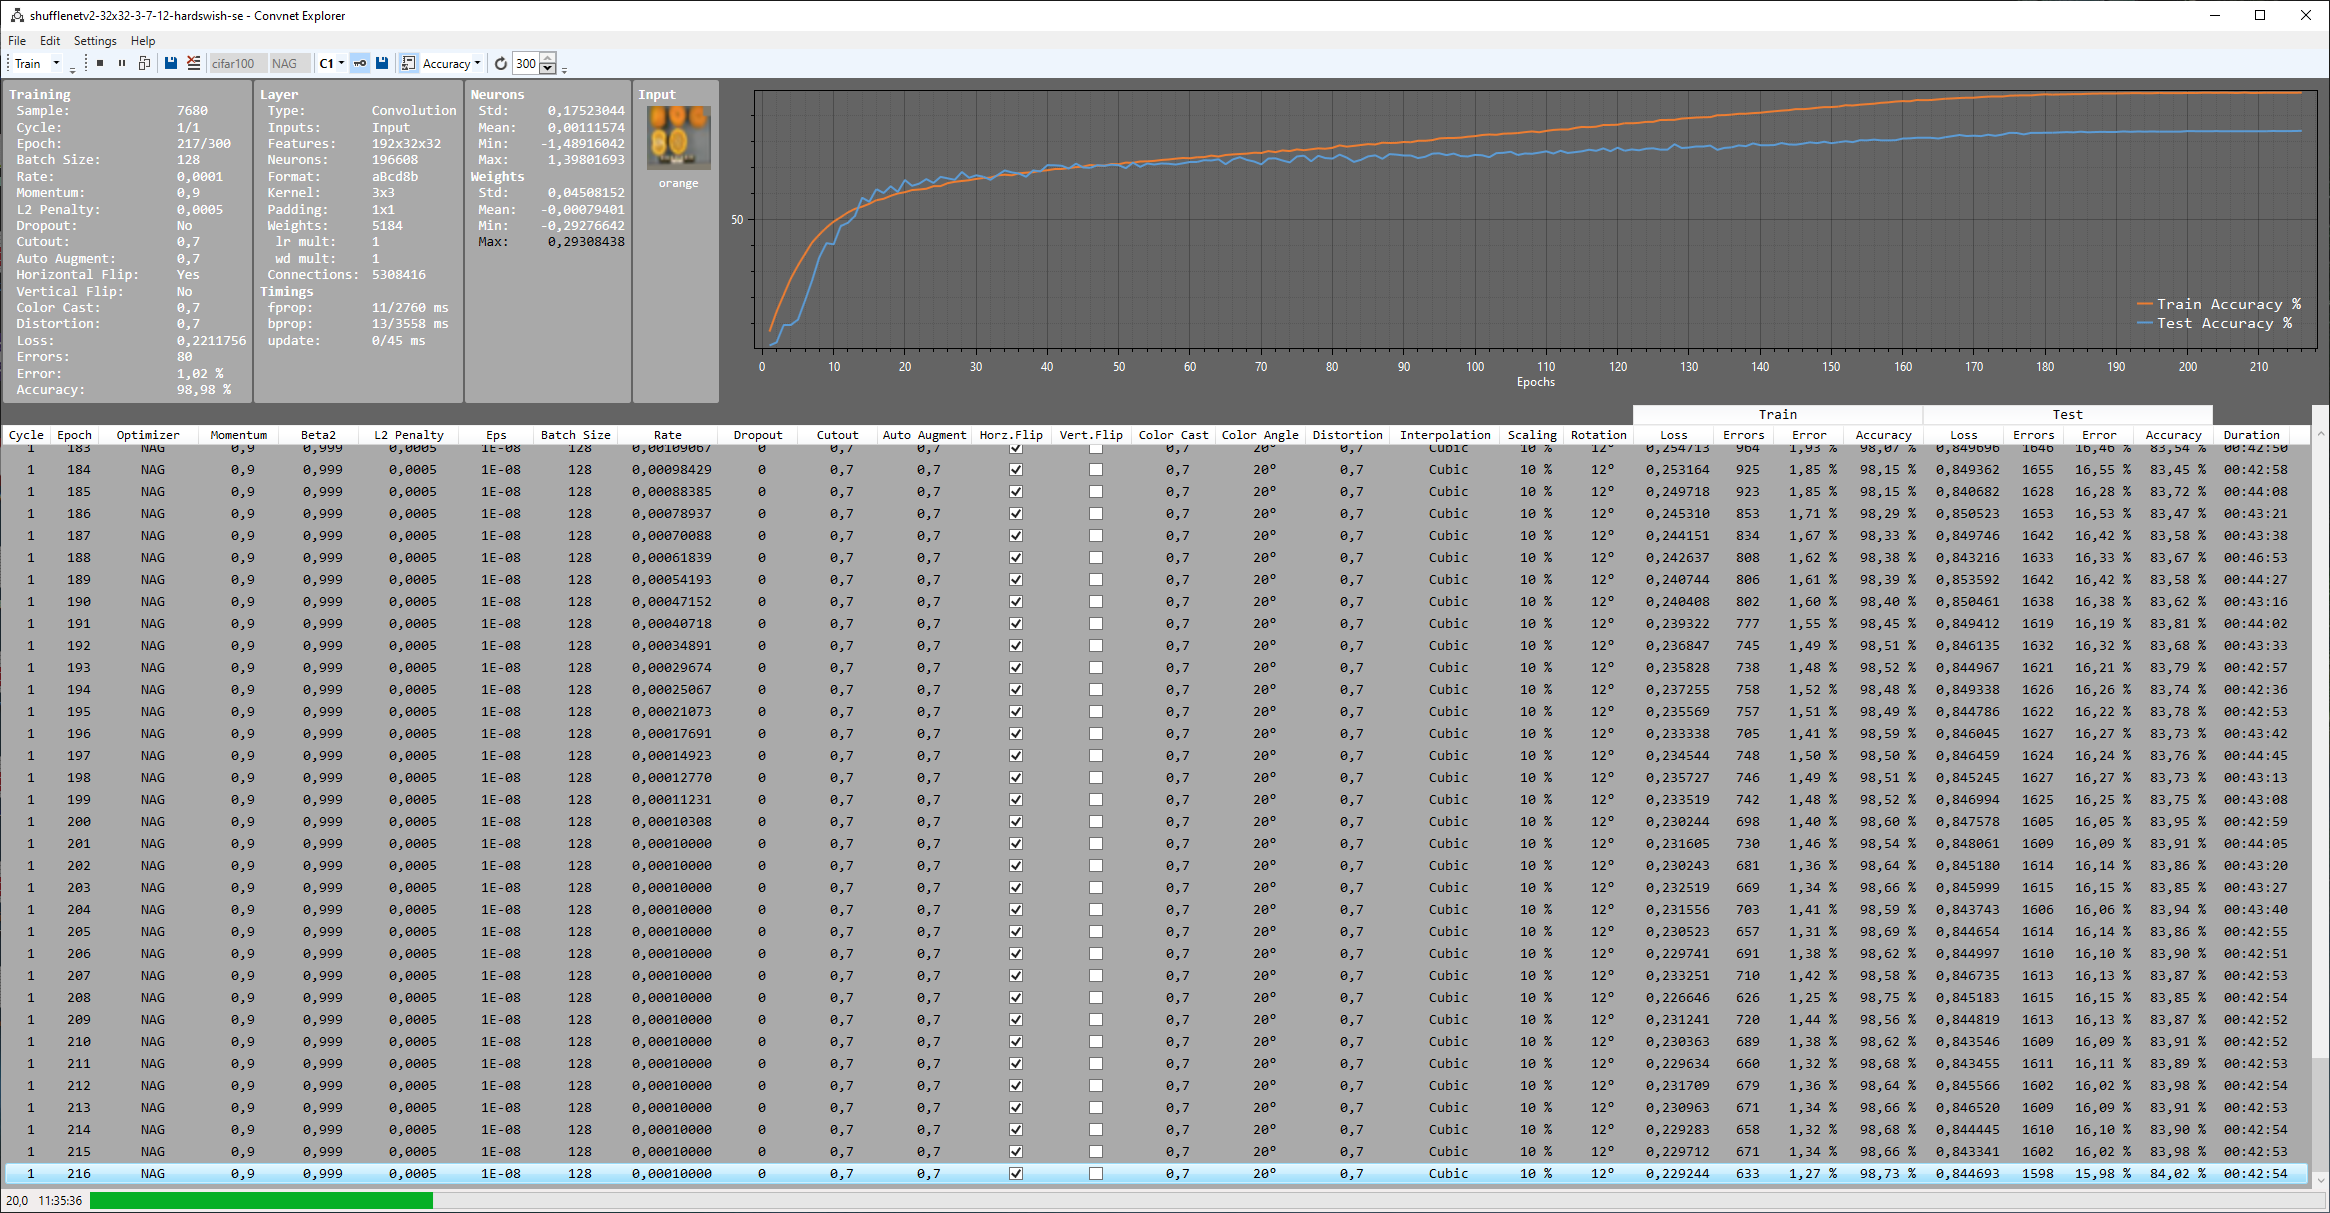 shufflenetv2-32x32-3-7-12-hardswish-se - Convnet Explorer
File Edit Settings Help
Train cifar100 NAG C1 Accuracy 300
Training
Sample: 7680
Cycle: 1/1
Epoch: 217/300
Batch Size: 128
Rate: 0,0001
Momentum: 0,9
L2 Penalty: 0,0005
Dropout: No
Cutout: 0,7
Auto Augment: 0,7
Horizontal Flip: Yes
Vertical Flip: No
Color Cast: 0,7
Distortion: 0,7
Loss: 0,2211756
Errors: 80
Error: 1,02 %
Accuracy: 98,98 %
Layer
Type: Convolution
Inputs: Input
Features: 192x32x32
Neurons: 196608
Format: aBcd8b
Kernel: 3x3
Padding: 1x1
Weights: 5184
lr mult: 1
wd mult: 1
Connections: 5308416
Timings
fprop: 11/2760 ms
bprop: 13/3558 ms
update: 0/45 ms
Neurons
Std: 0,17523044
Mean: 0,00111574
Min: -1,48916042
Max: 1,39801693
Weights
Std: 0,04508152
Mean: -0,00079401
Min: -0,29276642
Max: 0,29308438
Input
orange
50
Train Accuracy %
Test Accuracy %
0 10 20 30 40 50 60 70 80 90 100 110 120 130 140 150 160 170 180 190 200 210
Epochs
Train Test
Cycle Epoch Optimizer Momentum Beta2 L2 Penalty Eps Batch Size Rate Dropout Cutout Auto Augment Horz.Flip Vert.Flip Color Cast Color Angle Distortion Interpolation Scaling Rotation Loss Errors Error Accuracy Loss Errors Error Accuracy Duration
1 183 NAG 0,9 0,999 0,0005 1E-08 128 0,00109067 0 0,7 0,7 0,7 20° 0,7 Cubic 10 % 12° 0,254713 964 1,93 % 98,07 % 0,849696 1646 16,46 % 83,54 % 00:42:50
1 184 NAG 0,9 0,999 0,0005 1E-08 128 0,00098429 0 0,7 0,7 0,7 20° 0,7 Cubic 10 % 12° 0,253164 925 1,85 % 98,15 % 0,849362 1655 16,55 % 83,45 % 00:42:58
1 185 NAG 0,9 0,999 0,0005 1E-08 128 0,00088385 0 0,7 0,7 0,7 20° 0,7 Cubic 10 % 12° 0,249718 923 1,85 % 98,15 % 0,840682 1628 16,28 % 83,72 % 00:44:08
1 186 NAG 0,9 0,999 0,0005 1E-08 128 0,00078937 0 0,7 0,7 0,7 20° 0,7 Cubic 10 % 12° 0,245310 853 1,71 % 98,29 % 0,850523 1653 16,53 % 83,47 % 00:43:21
1 187 NAG 0,9 0,999 0,0005 1E-08 128 0,00070088 0 0,7 0,7 0,7 20° 0,7 Cubic 10 % 12° 0,244151 834 1,67 % 98,33 % 0,849746 1642 16,42 % 83,58 % 00:43:38
1 188 NAG 0,9 0,999 0,0005 1E-08 128 0,00061839 0 0,7 0,7 0,7 20° 0,7 Cubic 10 % 12° 0,242637 808 1,62 % 98,38 % 0,843216 1633 16,33 % 83,67 % 00:46:53
1 189 NAG 0,9 0,999 0,0005 1E-08 128 0,00054193 0 0,7 0,7 0,7 20° 0,7 Cubic 10 % 12° 0,240744 806 1,61 % 98,39 % 0,853592 1642 16,42 % 83,58 % 00:44:27
1 190 NAG 0,9 0,999 0,0005 1E-08 128 0,00047152 0 0,7 0,7 0,7 20° 0,7 Cubic 10 % 12° 0,240408 802 1,60 % 98,40 % 0,850461 1638 16,38 % 83,62 % 00:43:16
1 191 NAG 0,9 0,999 0,0005 1E-08 128 0,00040718 0 0,7 0,7 0,7 20° 0,7 Cubic 10 % 12° 0,239322 777 1,55 % 98,45 % 0,849412 1619 16,19 % 83,81 % 00:44:02
1 192 NAG 0,9 0,999 0,0005 1E-08 128 0,00034891 0 0,7 0,7 0,7 20° 0,7 Cubic 10 % 12° 0,236847 745 1,49 % 98,51 % 0,846135 1632 16,32 % 83,68 % 00:43:33
1 193 NAG 0,9 0,999 0,0005 1E-08 128 0,00029674 0 0,7 0,7 0,7 20° 0,7 Cubic 10 % 12° 0,235828 738 1,48 % 98,52 % 0,844967 1621 16,21 % 83,79 % 00:42:57
1 194 NAG 0,9 0,999 0,0005 1E-08 128 0,00025067 0 0,7 0,7 0,7 20° 0,7 Cubic 10 % 12° 0,237255 758 1,52 % 98,48 % 0,849338 1626 16,26 % 83,74 % 00:42:36
1 195 NAG 0,9 0,999 0,0005 1E-08 128 0,00021073 0 0,7 0,7 0,7 20° 0,7 Cubic 10 % 12° 0,235569 757 1,51 % 98,49 % 0,844786 1622 16,22 % 83,78 % 00:42:53
1 196 NAG 0,9 0,999 0,0005 1E-08 128 0,00017691 0 0,7 0,7 0,7 20° 0,7 Cubic 10 % 12° 0,233338 705 1,41 % 98,59 % 0,846045 1627 16,27 % 83,73 % 00:43:42
1 197 NAG 0,9 0,999 0,0005 1E-08 128 0,00014923 0 0,7 0,7 0,7 20° 0,7 Cubic 10 % 12° 0,234544 748 1,50 % 98,50 % 0,846459 1624 16,24 % 83,76 % 00:44:45
1 198 NAG 0,9 0,999 0,0005 1E-08 128 0,00012770 0 0,7 0,7 0,7 20° 0,7 Cubic 10 % 12° 0,235727 746 1,49 % 98,51 % 0,845245 1627 16,27 % 83,73 % 00:43:13
1 199 NAG 0,9 0,999 0,0005 1E-08 128 0,00011231 0 0,7 0,7 0,7 20° 0,7 Cubic 10 % 12° 0,233519 742 1,48 % 98,52 % 0,846994 1625 16,25 % 83,75 % 00:43:08
1 200 NAG 0,9 0,999 0,0005 1E-08 128 0,00010308 0 0,7 0,7 0,7 20° 0,7 Cubic 10 % 12° 0,230244 698 1,40 % 98,60 % 0,847578 1605 16,05 % 83,95 % 00:42:59
1 201 NAG 0,9 0,999 0,0005 1E-08 128 0,00010000 0 0,7 0,7 0,7 20° 0,7 Cubic 10 % 12° 0,231605 730 1,46 % 98,54 % 0,848061 1609 16,09 % 83,91 % 00:44:05
1 202 NAG 0,9 0,999 0,0005 1E-08 128 0,00010000 0 0,7 0,7 0,7 20° 0,7 Cubic 10 % 12° 0,230243 681 1,36 % 98,64 % 0,845180 1614 16,14 % 83,86 % 00:43:20
1 203 NAG 0,9 0,999 0,0005 1E-08 128 0,00010000 0 0,7 0,7 0,7 20° 0,7 Cubic 10 % 12° 0,232519 669 1,34 % 98,66 % 0,845999 1615 16,15 % 83,85 % 00:43:27
1 204 NAG 0,9 0,999 0,0005 1E-08 128 0,00010000 0 0,7 0,7 0,7 20° 0,7 Cubic 10 % 12° 0,231556 703 1,41 % 98,59 % 0,843743 1606 16,06 % 83,94 % 00:43:40
1 205 NAG 0,9 0,999 0,0005 1E-08 128 0,00010000 0 0,7 0,7 0,7 20° 0,7 Cubic 10 % 12° 0,230523 657 1,31 % 98,69 % 0,844654 1614 16,14 % 83,86 % 00:42:55
1 206 NAG 0,9 0,999 0,0005 1E-08 128 0,00010000 0 0,7 0,7 0,7 20° 0,7 Cubic 10 % 12° 0,229741 691 1,38 % 98,62 % 0,844997 1610 16,10 % 83,90 % 00:42:51
1 207 NAG 0,9 0,999 0,0005 1E-08 128 0,00010000 0 0,7 0,7 0,7 20° 0,7 Cubic 10 % 12° 0,233251 710 1,42 % 98,58 % 0,846735 1613 16,13 % 83,87 % 00:42:53
1 208 NAG 0,9 0,999 0,0005 1E-08 128 0,00010000 0 0,7 0,7 0,7 20° 0,7 Cubic 10 % 12° 0,226646 626 1,25 % 98,75 % 0,845183 1615 16,15 % 83,85 % 00:42:54
1 209 NAG 0,9 0,999 0,0005 1E-08 128 0,00010000 0 0,7 0,7 0,7 20° 0,7 Cubic 10 % 12° 0,231241 720 1,44 % 98,56 % 0,844819 1613 16,13 % 83,87 % 00:42:52
1 210 NAG 0,9 0,999 0,0005 1E-08 128 0,00010000 0 0,7 0,7 0,7 20° 0,7 Cubic 10 % 12° 0,230363 689 1,38 % 98,62 % 0,843546 1609 16,09 % 83,91 % 00:42:52
1 211 NAG 0,9 0,999 0,0005 1E-08 128 0,00010000 0 0,7 0,7 0,7 20° 0,7 Cubic 10 % 12° 0,229634 660 1,32 % 98,68 % 0,843455 1611 16,11 % 83,89 % 00:42:53
1 212 NAG 0,9 0,999 0,0005 1E-08 128 0,00010000 0 0,7 0,7 0,7 20° 0,7 Cubic 10 % 12° 0,231709 679 1,36 % 98,64 % 0,845566 1602 16,02 % 83,98 % 00:42:54
1 213 NAG 0,9 0,999 0,0005 1E-08 128 0,00010000 0 0,7 0,7 0,7 20° 0,7 Cubic 10 % 12° 0,230963 671 1,34 % 98,66 % 0,846520 1609 16,09 % 83,91 % 00:42:53
1 214 NAG 0,9 0,999 0,0005 1E-08 128 0,00010000 0 0,7 0,7 0,7 20° 0,7 Cubic 10 % 12° 0,229283 658 1,32 % 98,68 % 0,844445 1610 16,10 % 83,90 % 00:42:54
1 215 NAG 0,9 0,999 0,0005 1E-08 128 0,00010000 0 0,7 0,7 0,7 20° 0,7 Cubic 10 % 12° 0,229712 671 1,34 % 98,66 % 0,843341 1602 16,02 % 83,98 % 00:42:53
1 216 NAG 0,9 0,999 0,0005 1E-08 128 0,00010000 0 0,7 0,7 0,7 20° 0,7 Cubic 10 % 12° 0,229244 633 1,27 % 98,73 % 0,844693 1598 15,98 % 84,02 % 00:42:54
20,0 11:35:36